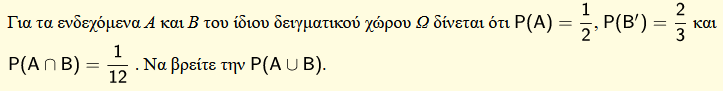 Για τα ενδεχόμενα A και B του ίδιου δειγματικού χώρου Ω δίνεται ότι P(A) = 1/2, P(B′) = 2/3 και
P(A ∩ B) = 1/12 . Να βρείτε την P(A ∪ B).